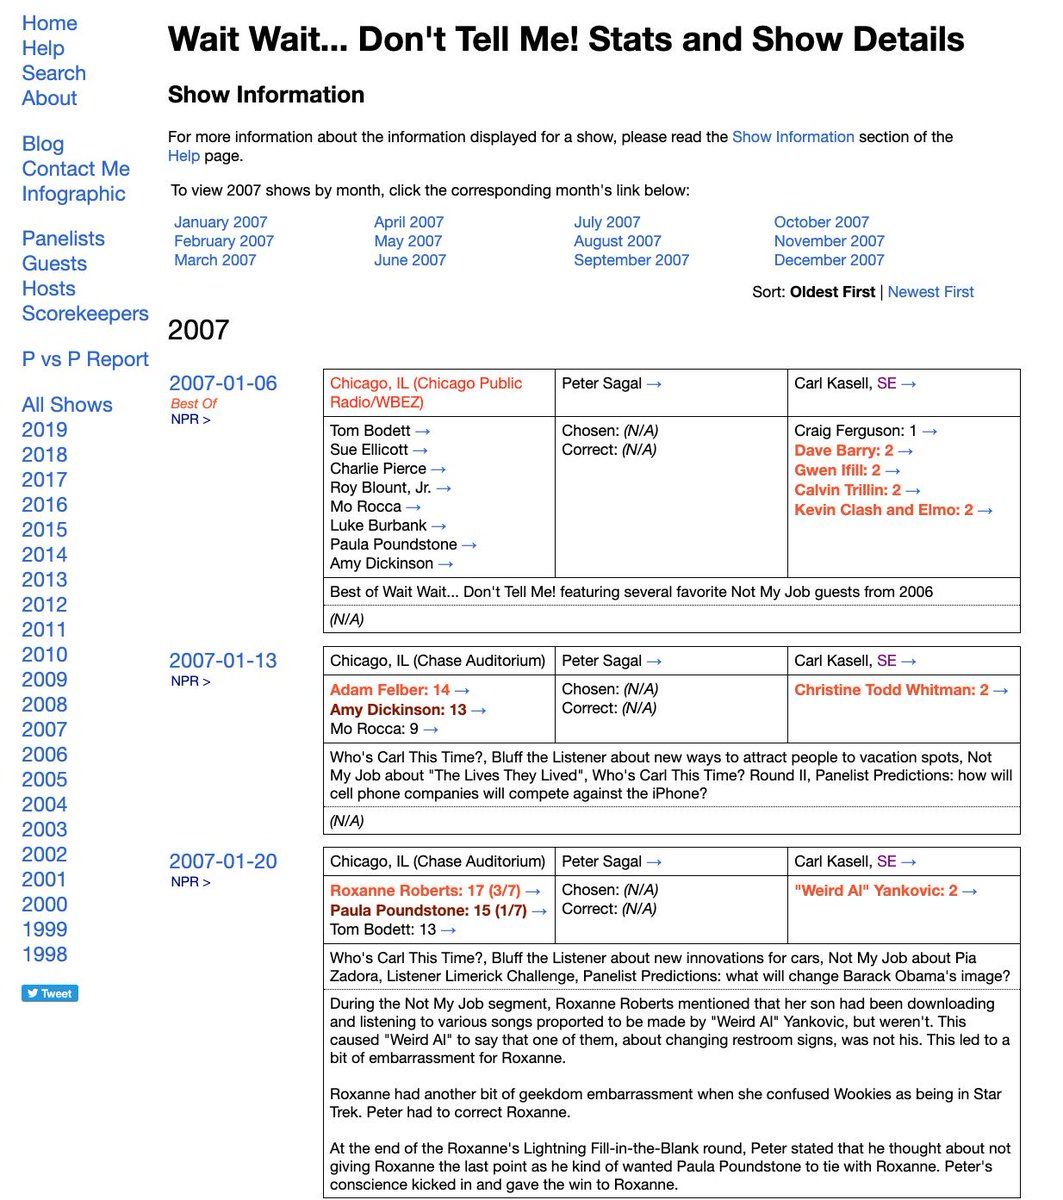 Home
Help
Search
About
Blog
Contact Me
Infographic
Panelists
Guests
Hosts
Scorekeepers
P vs P Report
All Shows
2019
2018
2017
2016
2015
2014
2013
2012
2011
2010
2009
2008
2007
2006
2005
2004
2003
2002
2001
2000
1999
1998
Tweet
Wait Wait... Don't Tell Me! Stats and Show Details
Show Information
For more information about the information displayed for a show, please read the Show Information section of the
Help page.
To view 2007 shows by month, click the corresponding month's link below:
January 2007 April 2007 July 2007 October 2007
February 2007 May 2007 August 2007 November 2007
March 2007 June 2007 September 2007 December 2007
Sort: Oldest First | Newest First
2007
2007-01-06
Best Of
NPR >
Chicago, IL (Chicago Public
Radio/WBEZ)
Peter Sagal →
Carl Kasell, SE →
Tom Bodett →
Sue Ellicott →
Charlie Pierce →
Roy Blount, Jr. →
Mo Rocca →
Luke Burbank →
Paula Poundstone →
Amy Dickinson →
Chosen: (N/A)
Correct: (N/A)
Craig Ferguson: 1 →
Dave Barry: 2 →
Gwen Ifill: 2 →
Calvin Trillin: 2 →
Kevin Clash and Elmo: 2 →
Best of Wait Wait... Don't Tell Me! featuring several favorite Not My Job guests from 2006
(N/A)
2007-01-13
NPR >
Chicago, IL (Chase Auditorium)
Peter Sagal →
Carl Kasell, SE →
Adam Felber: 14 →
Amy Dickinson: 13 →
Mo Rocca: 9 →
Chosen: (N/A)
Correct: (N/A)
Christine Todd Whitman: 2 →
Who's Carl This Time?, Bluff the Listener about new ways to attract people to vacation spots, Not
My Job about "The Lives They Lived", Who's Carl This Time? Round II, Panelist Predictions: how will
cell phone companies will compete against the iPhone?
(N/A)
2007-01-20
NPR >
Chicago, IL (Chase Auditorium)
Peter Sagal →
Carl Kasell, SE →
Roxanne Roberts: 17 (3/7) →
Paula Poundstone: 15 (1/7) →
Tom Bodett: 13 →
Chosen: (N/A)
Correct: (N/A)
"Weird Al" Yankovic: 2 →
Who's Carl This Time?, Bluff the Listener about new innovations for cars, Not My Job about Pia
Zadora, Listener Limerick Challenge, Panelist Predictions: what will change Barack Obama's image?
During the Not My Job segment, Roxanne Roberts mentioned that her son had been downloading
and listening to various songs proported to be made by "Weird Al" Yankovic, but weren't. This
caused "Weird Al" to say that one of them, about changing restroom signs, was not his. This led to a
bit of embarrassment for Roxanne.
Roxanne had another bit of geekdom embarrassment when she confused Wookies as being in Star
Trek. Peter had to correct Roxanne.
At the end of the Roxanne's Lightning Fill-in-the-Blank round, Peter stated that he thought about not
giving Roxanne the last point as he kind of wanted Paula Poundstone to tie with Roxanne. Peter's
conscience kicked in and gave the win to Roxanne.